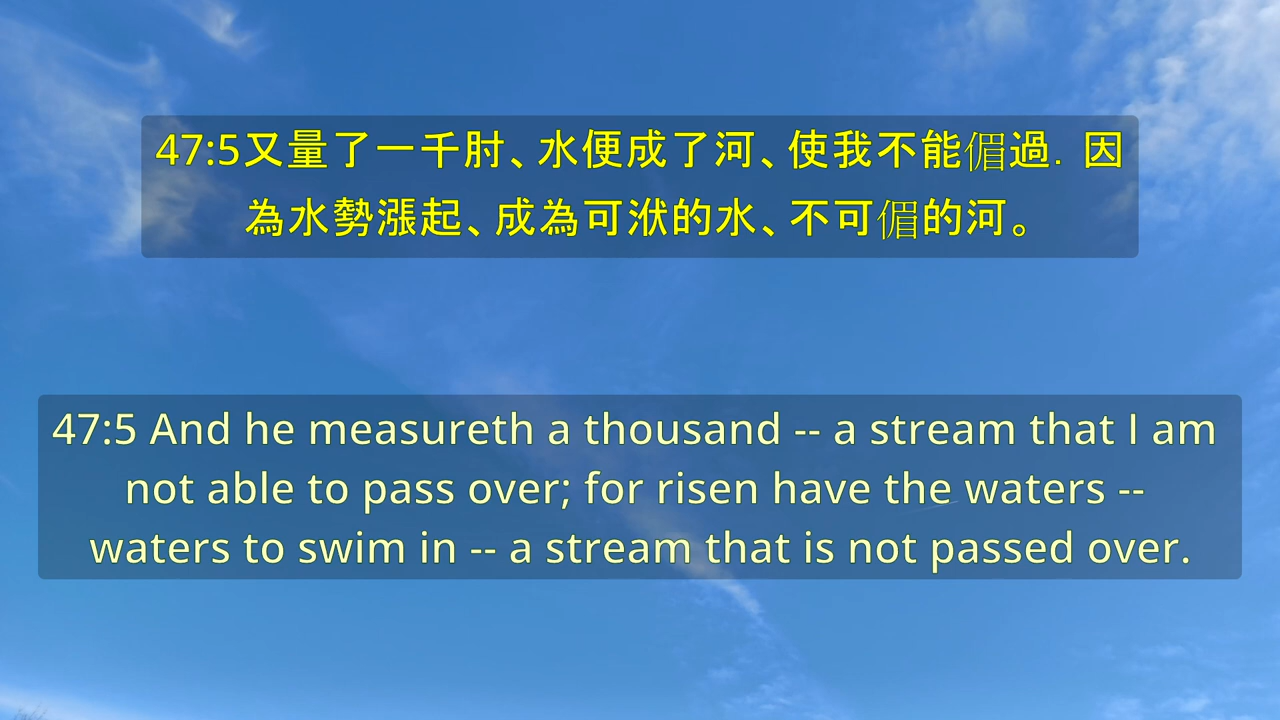 47:5又量了一千肘、水便成了河、使我不能㑻過．因
為水勢漲起、成為可洑的水、不可㑻的河。
47:5 And he measureth a thousand -- a stream that I am
not able to pass over; for risen have the waters --
waters to swim in -- a stream that is not passed over.